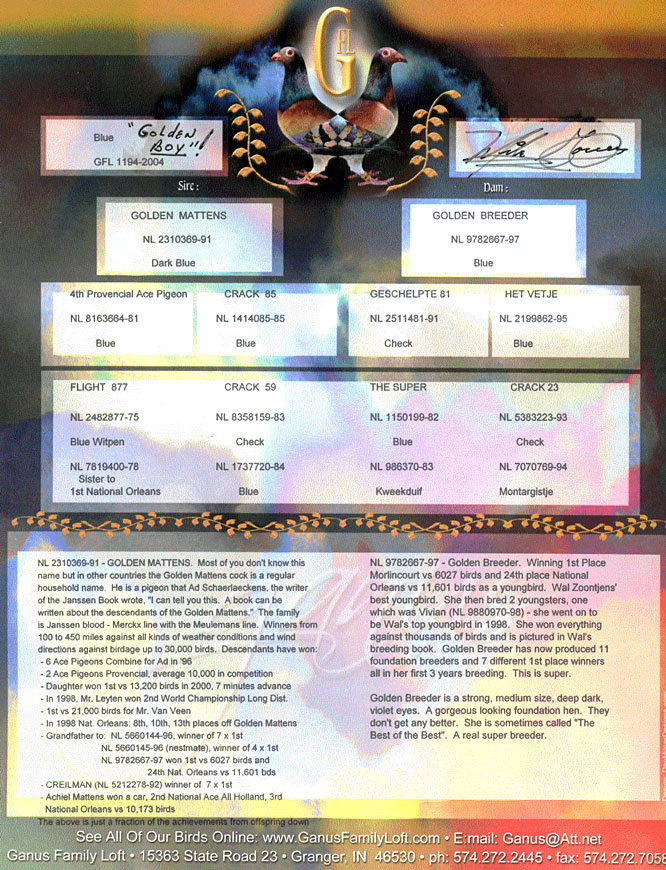 GFL
Blue "GOLDEN BOY"!
GFL 1194-2004
Sire :
Dam :
GOLDEN MATTENS
NL 2310369-91
Dark Blue
GOLDEN BREEDER
NL 9782667-97
Blue
4th Provencial Ace Pigeon CRACK 85 GESCHELPTE 81 HET VETJE
NL 8163664-81 NL 1414085-85 NL 2511481-91 NL 2199862-95
Blue Blue Check Blue
FLIGHT 877 CRACK 59 THE SUPER CRACK 23
NL 2482877-75 NL 8358159-83 NL 1150199-82 NL 5383223-93
Blue Witpen Check Blue Check
NL 7819400-78 NL 1737720-84 NL 986370-83 NL 7070769-94
Sister to
1st National Orleans Blue Kweekduif Montargistje
NL 2310369-91 - GOLDEN MATTENS. Most of you don't know this
name but in other countries the Golden Mattens cock is a regular
household name. He is a pigeon that Ad Schaerlaeckens, the writer
of the Janssen Book wrote, "I can tell you this. A book can be
written about the descendants of the Golden Mattens." The family
is Janssen blood - Merckx line with the Meulemans line. Winners from
100 to 450 miles against all kinds of weather conditions and wind
directions against birdage up to 30,000 birds. Descendants have won:
- 6 Ace Pigeons Combine for Ad in '96
- 2 Ace Pigeons Provencial, average 10,000 in competition
- Daughter won 1st vs 13,200 birds in 2000, 7 minutes advance
- In 1998, Mr. Leyten won 2nd World Championship Long Dist.
- 1st vs 21,000 birds for Mr. Van Veen
- In 1998 Nat. Orleans: 8th, 10th, 13th places off Golden Mattens
- Grandfather to: NL 5660144-96, winner of 7 x 1st
NL 5660145-96 (nestmate), winner of 4 x 1st
NL 9782667-97 won 1st vs 6027 birds and
24th Nat. Orleans vs 11,601 bds
- CREILMAN (NL 5212278-92) winner of 7 x 1st
- Achiel Mattens won a car, 2nd National Ace All Holland, 3rd
National Orleans vs 10,173 birds
The above is just a fraction of the achievements from offspring down
NL 9782667-97 - Golden Breeder. Winning 1st Place
Morlincourt vs 6027 birds and 24th place National
Orleans vs 11,601 birds as a youngbird. Wal Zoontjens'
best youngbird. She then bred 2 youngsters, one
which was Vivian (NL 9880970-98) - she went on to
be Wal's top youngbird in 1998. She won everything
against thousands of birds and is pictured in Wal's
breeding book. Golden Breeder has now produced 11
foundation breeders and 7 different 1st place winners
all in her first 3 years breeding. This is super.
Golden Breeder is a strong, medium size, deep dark,
violet eyes. A gorgeous looking foundation hen. They
don't get any better. She is sometimes called "The
Best of the Best". A real super breeder.
See All Of Our Birds Online: www.GanusFamilyLoft.com • E:mail: Ganus@Att.net
Ganus Family Loft • 15363 State Road 23 • Granger, IN 46530 • ph: 574.272.2445 • fax: 574.272.7058